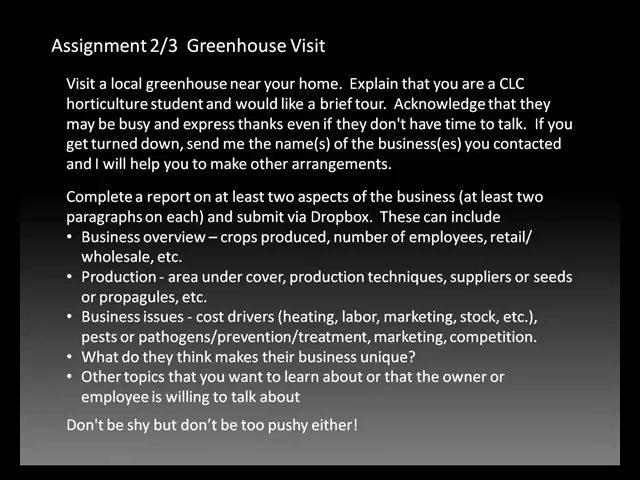 Assignment 2/3  Greenhouse Visit
Visit a local greenhouse near your home.  Explain that you are a CLC
horticulture student and would like a brief tour.  Acknowledge that they
may be busy and express thanks even if they don't have time to talk.  If you
get turned down, send me the name(s) of the business(es) you contacted
and I will help you to make other arrangements.
Complete a report on at least two aspects of the business (at least two
paragraphs on each) and submit via Dropbox.  These can include
• Business overview – crops produced, number of employees, retail/
wholesale, etc.
• Production - area under cover, production techniques, suppliers or seeds
or propagules, etc.
• Business issues - cost drivers (heating, labor, marketing, stock, etc.),
pests or pathogens/prevention/treatment, marketing, competition.
• What do they think makes their business unique?
• Other topics that you want to learn about or that the owner or
employee is willing to talk about
Don't be shy but don’t be too pushy either!